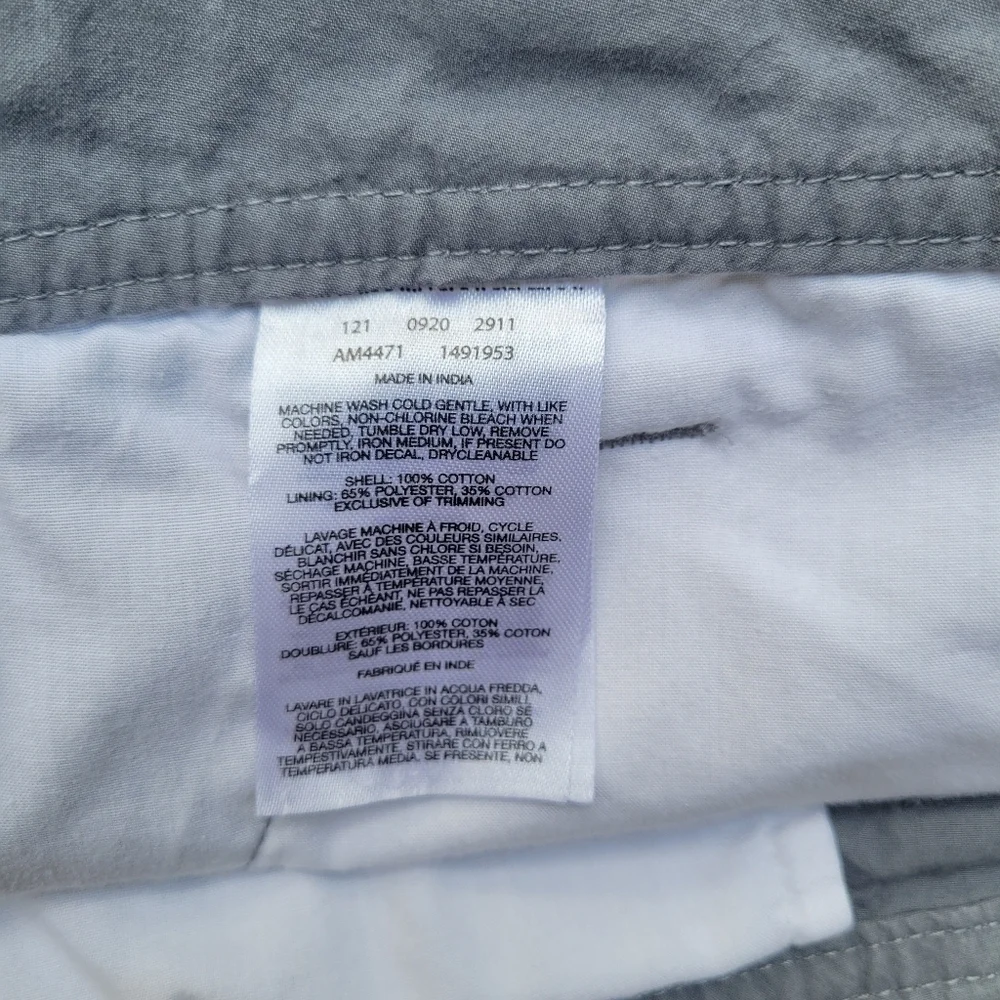 121 0920 2911
AM4471 1491953
MADE IN INDIA
MACHINE WASH COLD GENTLE, WITH LIKE
COLORS, NON-CHLORINE BLEACH WHEN
NEEDED, TUMBLE DRY LOW, REMOVE
PROMPTLY, IRON MEDIUM, IF PRESENT DO
NOT IRON DECAL, DRYCLEANABLE
SHELL: 100% COTTON
LINING: 65% POLYESTER, 35% COTTON
EXCLUSIVE OF TRIMMING
LAVAGE MACHINE À FROID, CYCLE
DÉLICAT, AVEC DES COULEURS SIMILAIRES,
BLANCHIR SANS CHLORE SI BESOIN,
SÉCHAGE MACHINE, BASSE TEMPÉRATURE,
SORTIR IMMÉDIATEMENT DE LA MACHINE,
REPASSER À TEMPÉRATURE MOYENNE,
LE CAS ÉCHÉANT, NE PAS REPASSER LA
DÉCALCOMANIE, NETTOYABLE À SEC
EXTÉRIEUR: 100% COTON
DOUBLURE: 65% POLYESTER, 35% COTON
SAUF LES BORDURES
FABRIQUÉ EN INDE
LAVARE IN LAVATRICE IN ACQUA FREDDA,
CICLO DELICATO, CON COLORI SIMILI,
SOLO CANDEGGINA SENZA CLORO SE
NECESSARIO, ASCIUGARE A TAMBURO
A BASSA TEMPERATURA, RIMUOVERE
TEMPESTIVAMENTE, STIRARE CON FERRO A
TEMPERATURA MEDIA, SE PRESENTE, NON